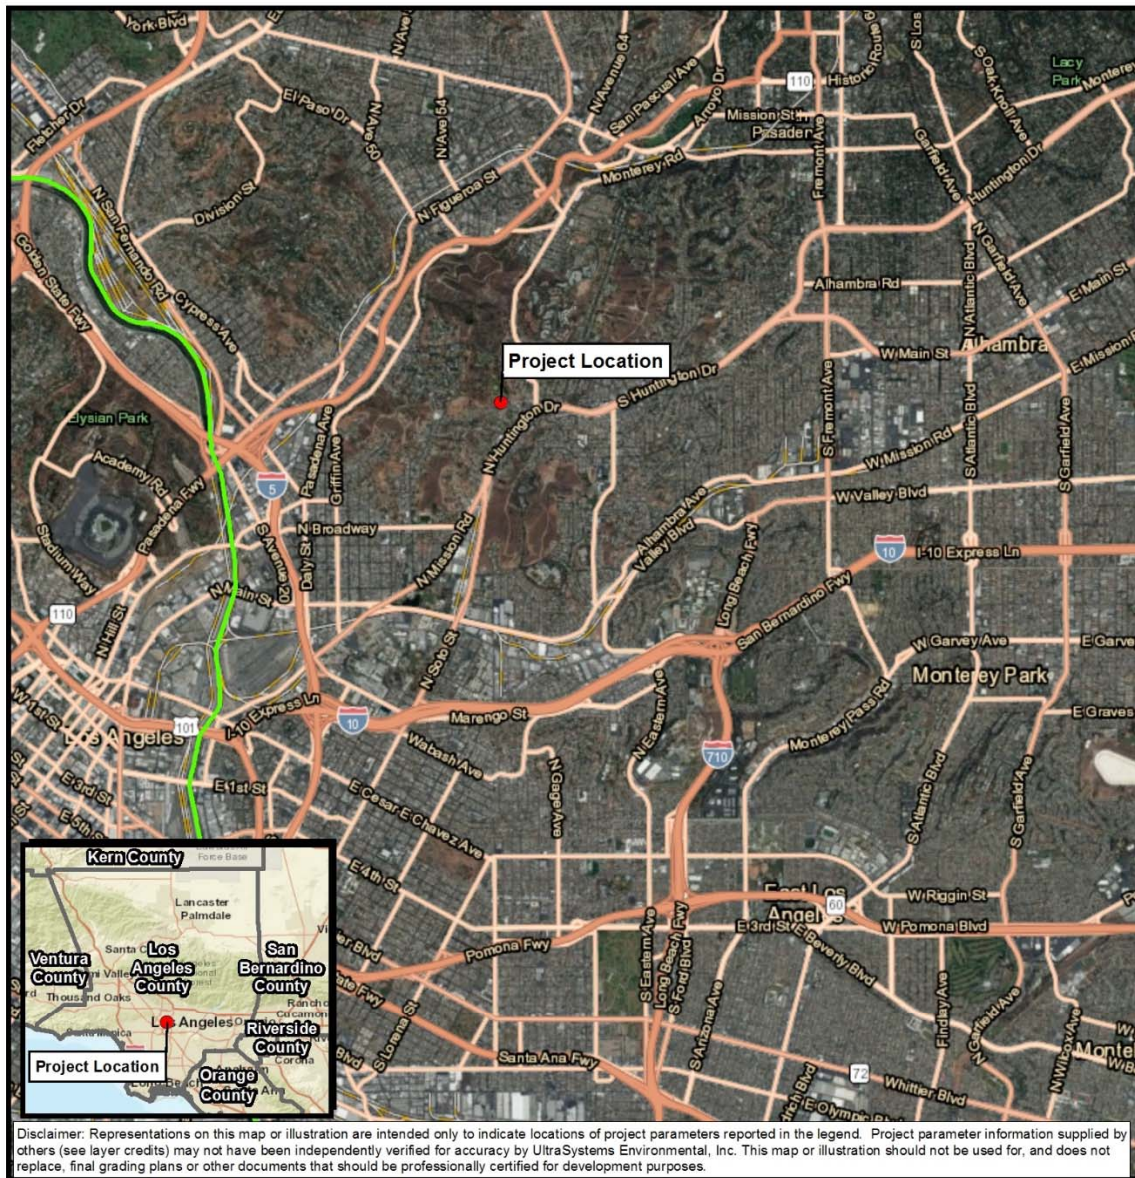 York Blvd
N Ave
N Avenue 64
S Los
Fletcher Dr
El Paso Dr
N Ave 50
N Ave 54
San Pascual Ave
Arroyo Dr
110
Historic Route
S Oak Knoll Ave
Lacy
Park
Monterey
Mission St
Pasaden
Monterey Rd
Fremont Ave
Garfield Ave
Huntington Dr
Division St
N Figueroa St
N San Fernando Rd
Golden State Fwy
Cypress Ave
N Garfield Ave
N Atlantic Blvd
Alhambra Rd
E Main St
W Main St
Alhambra
E Mission
Project Location
S Huntington Dr
N Huntington Dr
S Fremont Ave
Elysian Park
Academy Rd
Pasadena Fwy
Pasadena Ave
Griffin Ave
5
W Mission Rd
S Atlantic Blvd
S Garfield Ave
W Valley Blvd
Stadium Way
S Avenue 20
Daly St
N Broadway
N Mission Rd
Alhambra Ave
Valley Blvd
Long Beach Fwy
10
I-10 Express Ln
San Bernardino Fwy
110
N Hill St
N Main St
N Soto St
W Garvey Ave
E Garve
Monterey Park
W 1st St
101
Los Angeles
I-10 Express Ln
10
Marengo St
Wabash Ave
N Eastern Ave
710
Monterey Pass Rd
E Graves
E 3rd St
E 1st St
E 5th St
E Cesar E Chavez Ave
N Gage Ave
S Atlantic Blvd
S Garfield Ave
E 4th St
East Los
Angeles
60
W Riggin St
E 3rd St
W Pomona Blvd
E Beverly Blvd
Pomona Fwy
S Eastern Ave
Long Beach Fwy
S Ford Blvd
S Arizona Ave
Findlay Ave
N Garfield Ave
N Wilcox Ave
S Lorena St
Santa Ana Fwy
72
Whittier Blvd
E Olympic Blvd
Kern County
Force Base
Lancaster
Palmdale
Ventura
County
Los
Angeles
County
San
Bernardino
County
Thousand Oaks
Los Angeles
Riverside
County
Corona
Project Location
Orange
County
Disclaimer: Representations on this map or illustration are intended only to indicate locations of project parameters reported in the legend.  Project parameter information supplied by
others (see layer credits) may not have been independently verified for accuracy by UltraSystems Environmental, Inc. This map or illustration should not be used for, and does not
replace, final grading plans or other documents that should be professionally certified for development purposes.